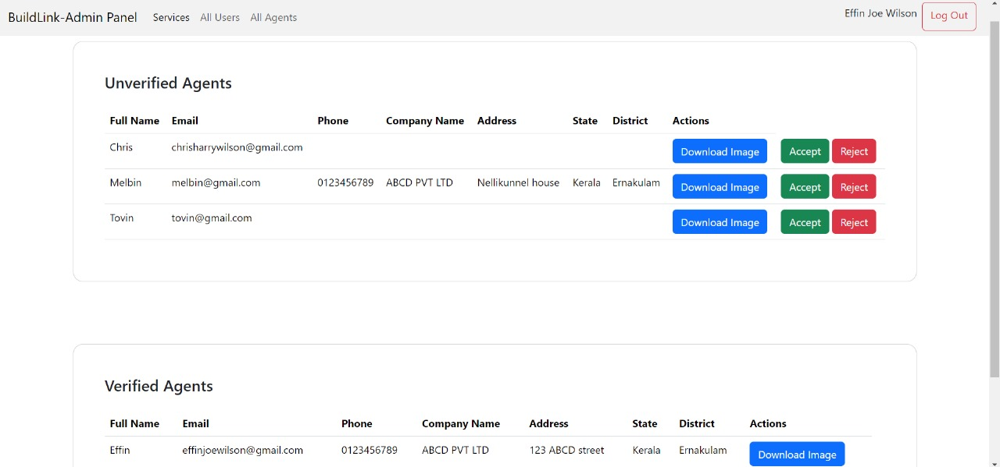 BuildLink-Admin Panel Services All Users All Agents Effin Joe Wilson Log Out
Unverified Agents
Full Name Email Phone Company Name Address State District Actions
Chris chrisharrywilson@gmail.com Download Image Accept Reject
Melbin melbin@gmail.com 0123456789 ABCD PVT LTD Nellikunnel house Kerala Ernakulam Download Image Accept Reject
Tovin tovin@gmail.com Download Image Accept Reject
Verified Agents
Full Name Email Phone Company Name Address State District Actions
Effin effinjoewilson@gmail.com 0123456789 ABCD PVT LTD 123 ABCD street Kerala Ernakulam Download Image